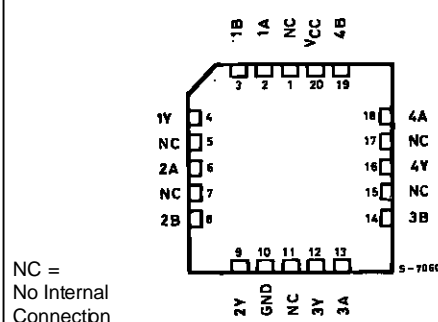 1B 1A NC VCC 4B
3 2 1 20 19
1Y 4 18 4A
NC 5 17 NC
2A 6 16 4Y
NC 7 15 NC
2B 8 14 3B
9 10 11 12 13
2Y GND NC 3Y 3A
S-7060
NC =
No Internal
Connection